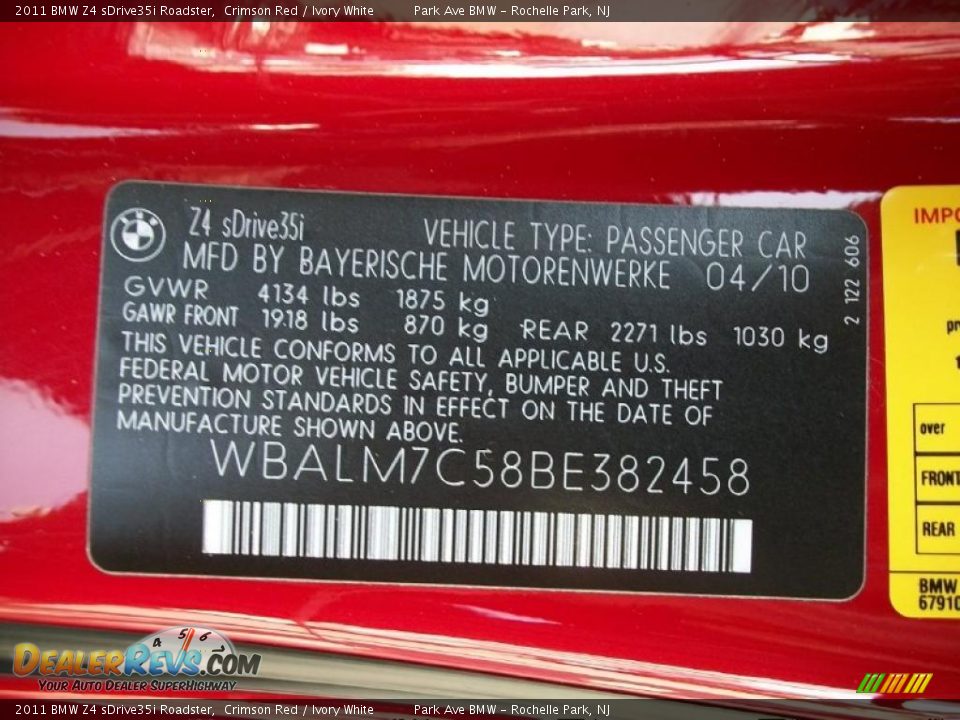 2011 BMW Z4 sDrive35i Roadster,  Crimson Red / Ivory White  Park Ave BMW - Rochelle Park, NJ
Z4 sDrive35i VEHICLE TYPE: PASSENGER CAR
MFD BY BAYERISCHE MOTORENWERKE 04/10
GVWR 4134 lbs 1875 kg
GAWR FRONT 1918 lbs 870 kg REAR 2271 lbs 1030 kg
THIS VEHICLE CONFORMS TO ALL APPLICABLE U.S.
FEDERAL MOTOR VEHICLE SAFETY, BUMPER AND THEFT
PREVENTION STANDARDS IN EFFECT ON THE DATE OF
MANUFACTURE SHOWN ABOVE.
WBALM7C58BE382458
2 122 606
IMPO
over
FRONT
REAR
BMW
67910
4 5 6
DEALERREVS.COM
YOUR AUTO DEALER SUPERHIGHWAY
2011 BMW Z4 sDrive35i Roadster,  Crimson Red / Ivory White  Park Ave BMW - Rochelle Park, NJ